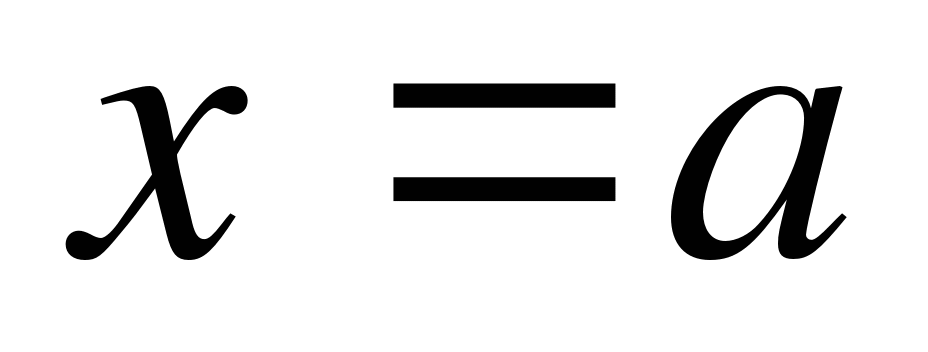 x = a